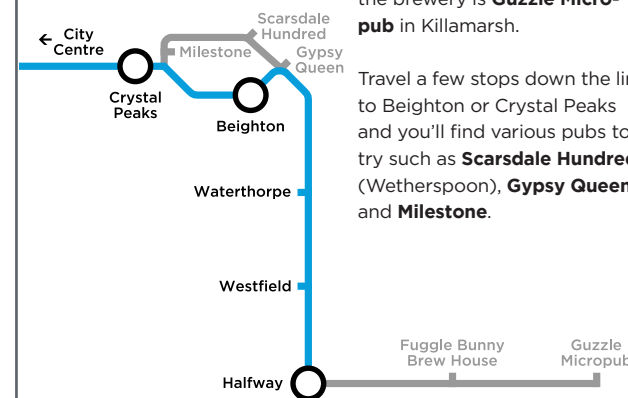 the brewery is Guzzle Micro-
pub in Killamarsh.
Travel a few stops down the
to Beighton or Crystal Peaks
and you'll find various pubs to
try such as Scarsdale Hundred
(Wetherspoon), Gypsy Queen
and Milestone.
← City
Centre
Scarsdale
Hundred
Milestone
Gypsy
Queen
Crystal
Peaks
Beighton
Waterthorpe
Westfield
Fuggle Bunny
Brew House
Guzzle
Micropub
Halfway